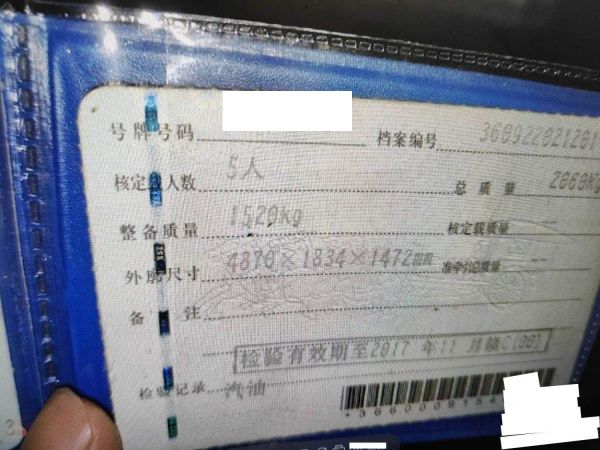 号牌号码 档案编号 360922021201
核定载人数 5人 总质量 2060Kg
整备质量 1520Kg 核定载质量 --
外廓尺寸 4870×1834×1472mm 准牵引总质量 --
备注
检验有效期至2017年11月赣C(00)
检验记录 汽油